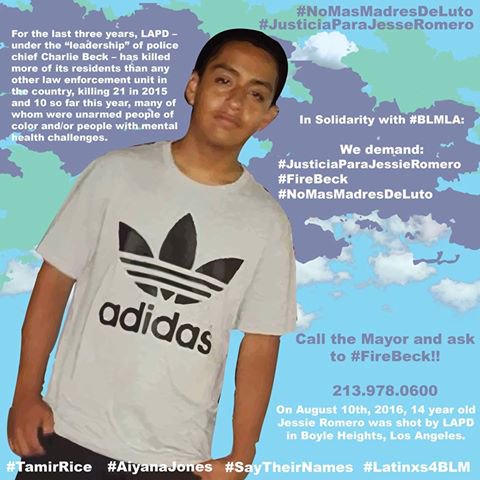 #NoMasMadresDeLuto
#JusticiaParaJesseRomero
For the last three years, LAPD –
under the “leadership” of police
chief Charlie Beck – has killed
more of its residents than any
other law enforcement unit in
the country, killing 21 in 2015
and 10 so far this year, many of
whom were unarmed people of
color and/or people with mental
health challenges.
In Solidarity with #BLMLA:
We demand:
#JusticiaParaJessieRomero
#FireBeck
#NoMasMadresDeLuto
adidas
Call the Mayor and ask
to #FireBeck!!
213.978.0600
On August 10th, 2016, 14 year old
Jessie Romero was shot by LAPD
in Boyle Heights, Los Angeles.
#TamirRice #AiyanaJones #SayTheirNames #Latinxs4BLM